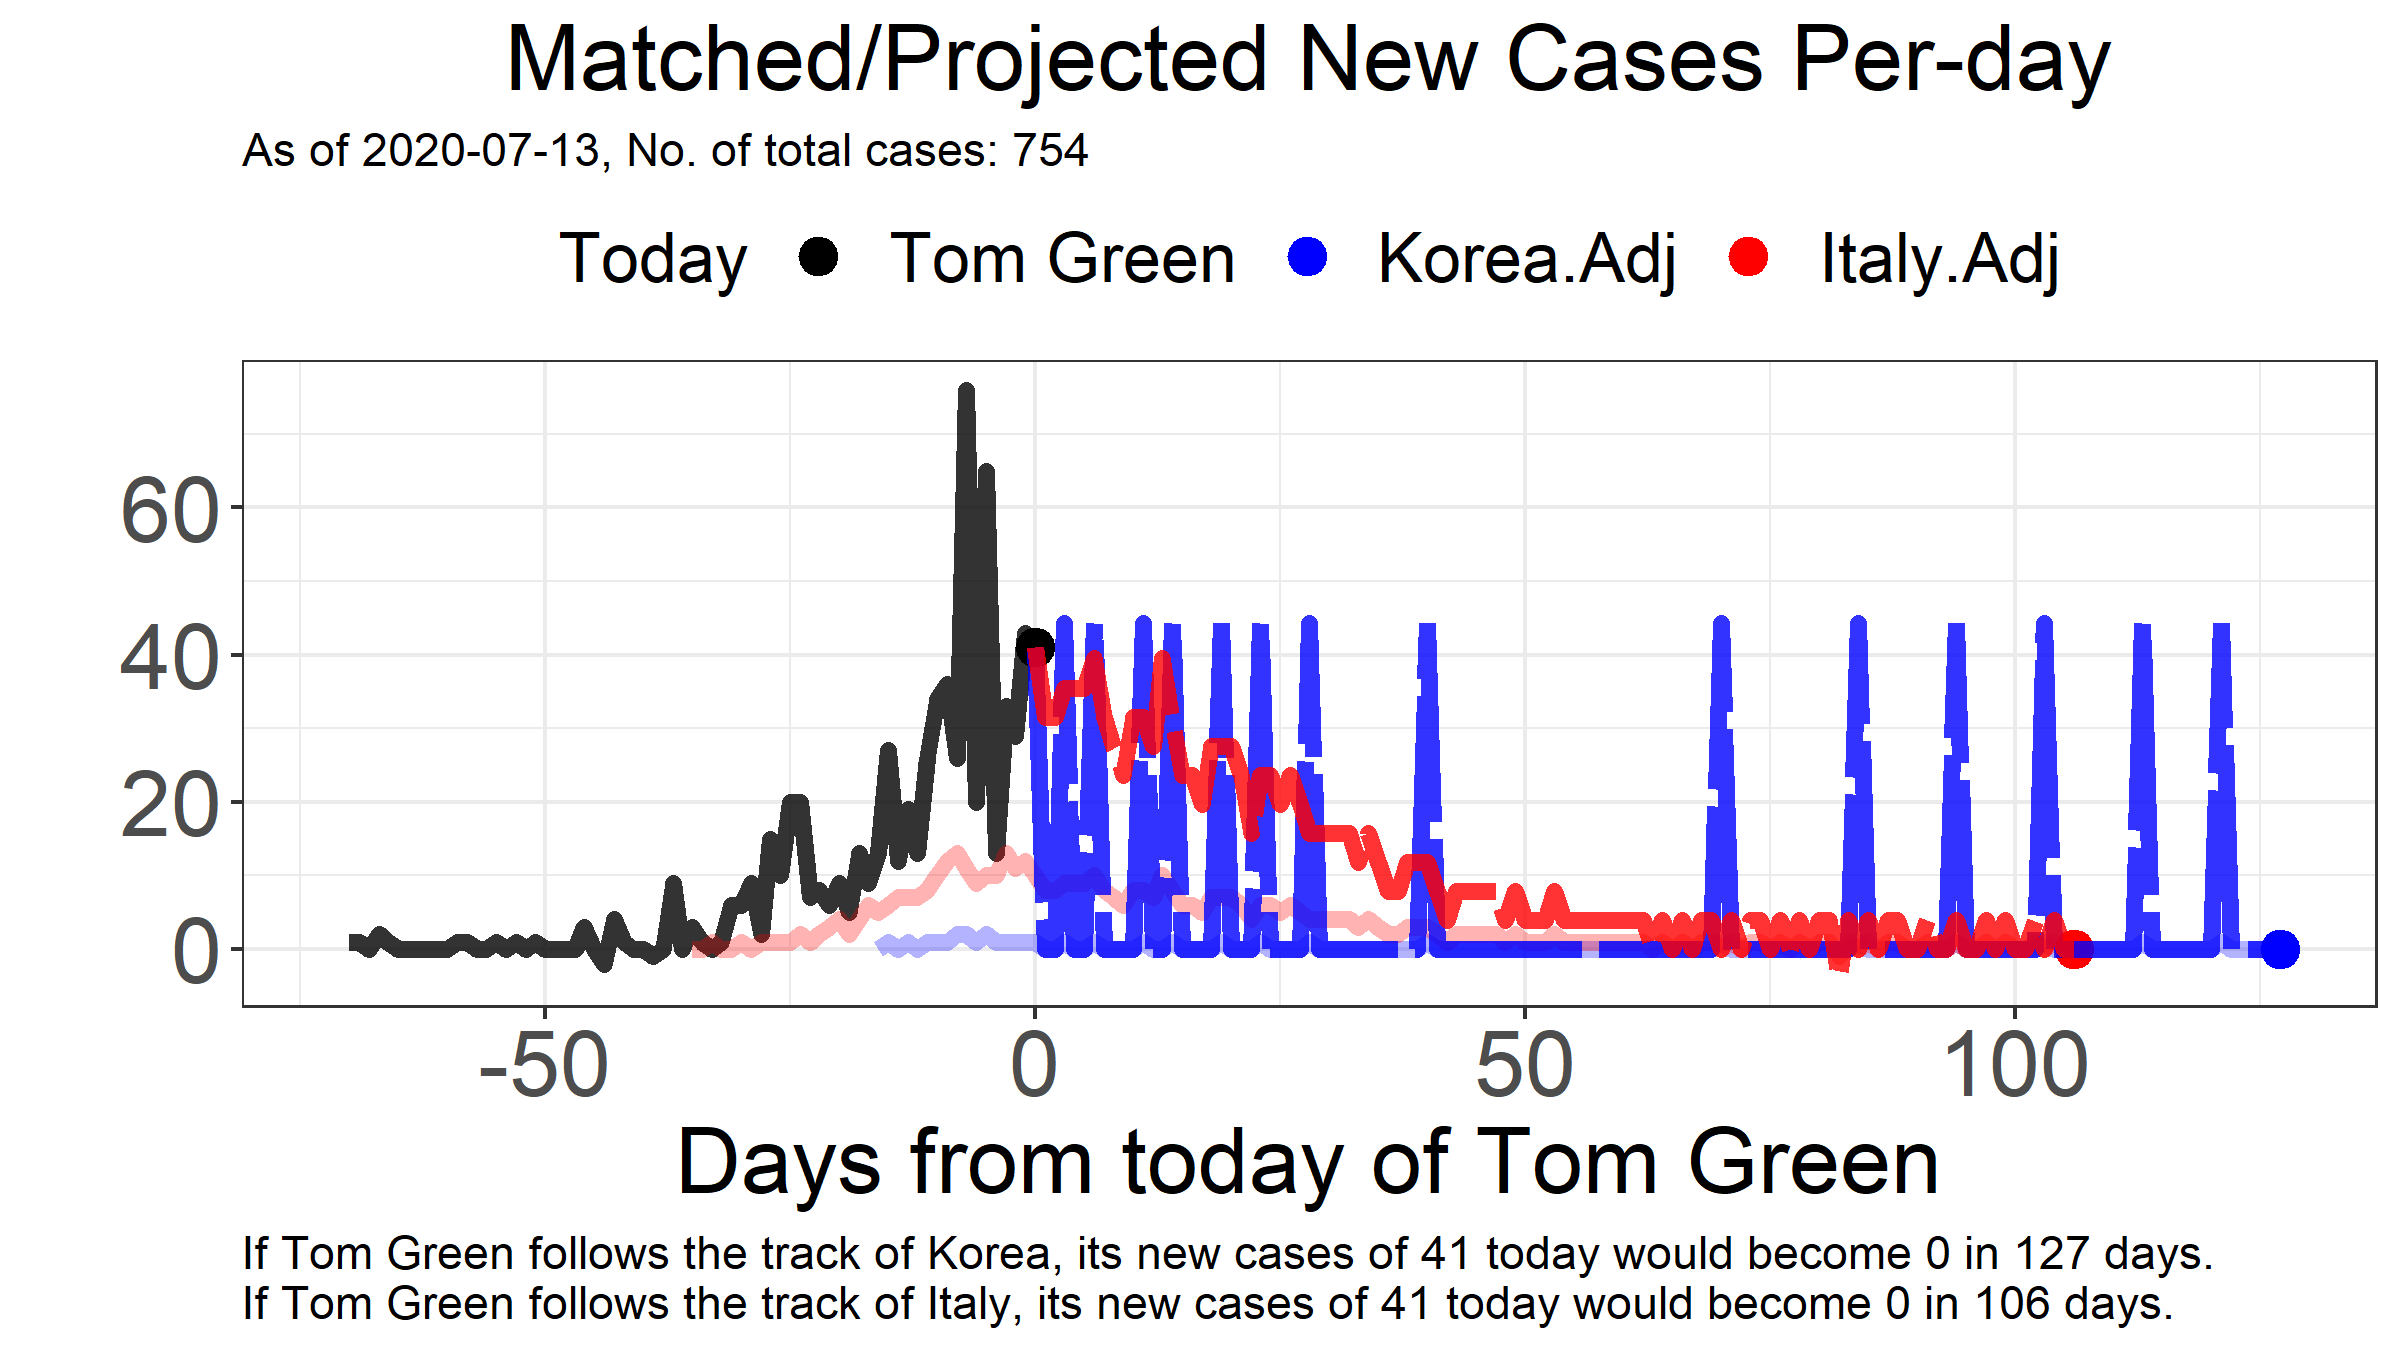 Matched/Projected New Cases Per-day
As of 2020-07-13, No. of total cases: 754
Today Tom Green Korea.Adj Italy.Adj
60
40
20
0
-50 0 50 100
Days from today of Tom Green
If Tom Green follows the track of Korea, its new cases of 41 today would become 0 in 127 days.
If Tom Green follows the track of Italy, its new cases of 41 today would become 0 in 106 days.